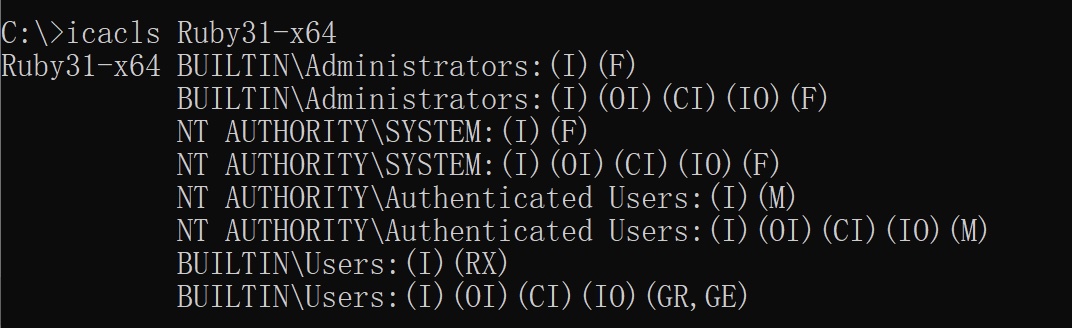 C:\>icacls Ruby31-x64
Ruby31-x64 BUILTIN\Administrators:(I)(F)
BUILTIN\Administrators:(I)(OI)(CI)(IO)(F)
NT AUTHORITY\SYSTEM:(I)(F)
NT AUTHORITY\SYSTEM:(I)(OI)(CI)(IO)(F)
NT AUTHORITY\Authenticated Users:(I)(M)
NT AUTHORITY\Authenticated Users:(I)(OI)(CI)(IO)(M)
BUILTIN\Users:(I)(RX)
BUILTIN\Users:(I)(OI)(CI)(IO)(GR,GE)